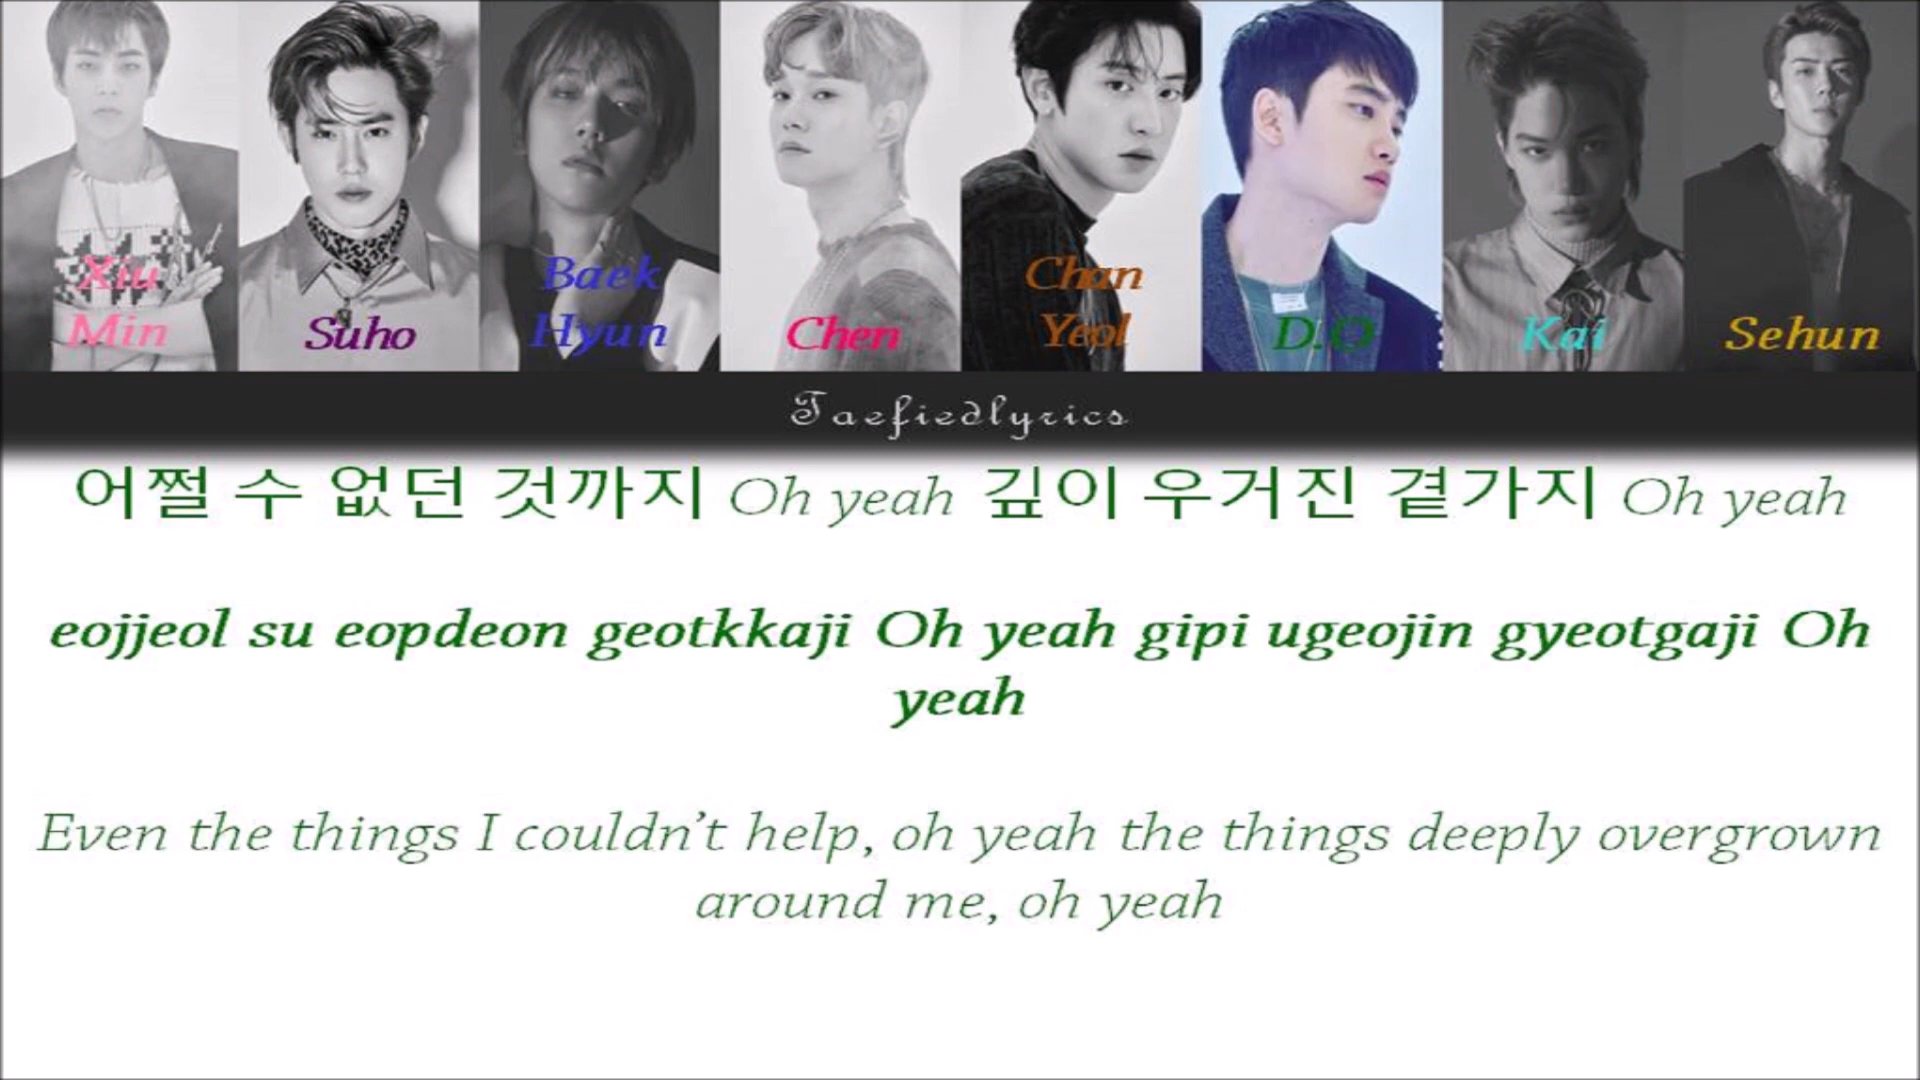 Xiu
Min
Suho
Baek
Hyun
Chen
Chan
Yeol
D.O
Kai
Sehun
Taefiedlyrics
어쩔 수 없던 것까지 Oh yeah 깊이 우거진 곁가지 Oh yeah
eojjeol su eopdeon geotkkaji Oh yeah gipi ugeojin gyeotgaji Oh
yeah
Even the things I couldn’t help, oh yeah the things deeply overgrown
around me, oh yeah